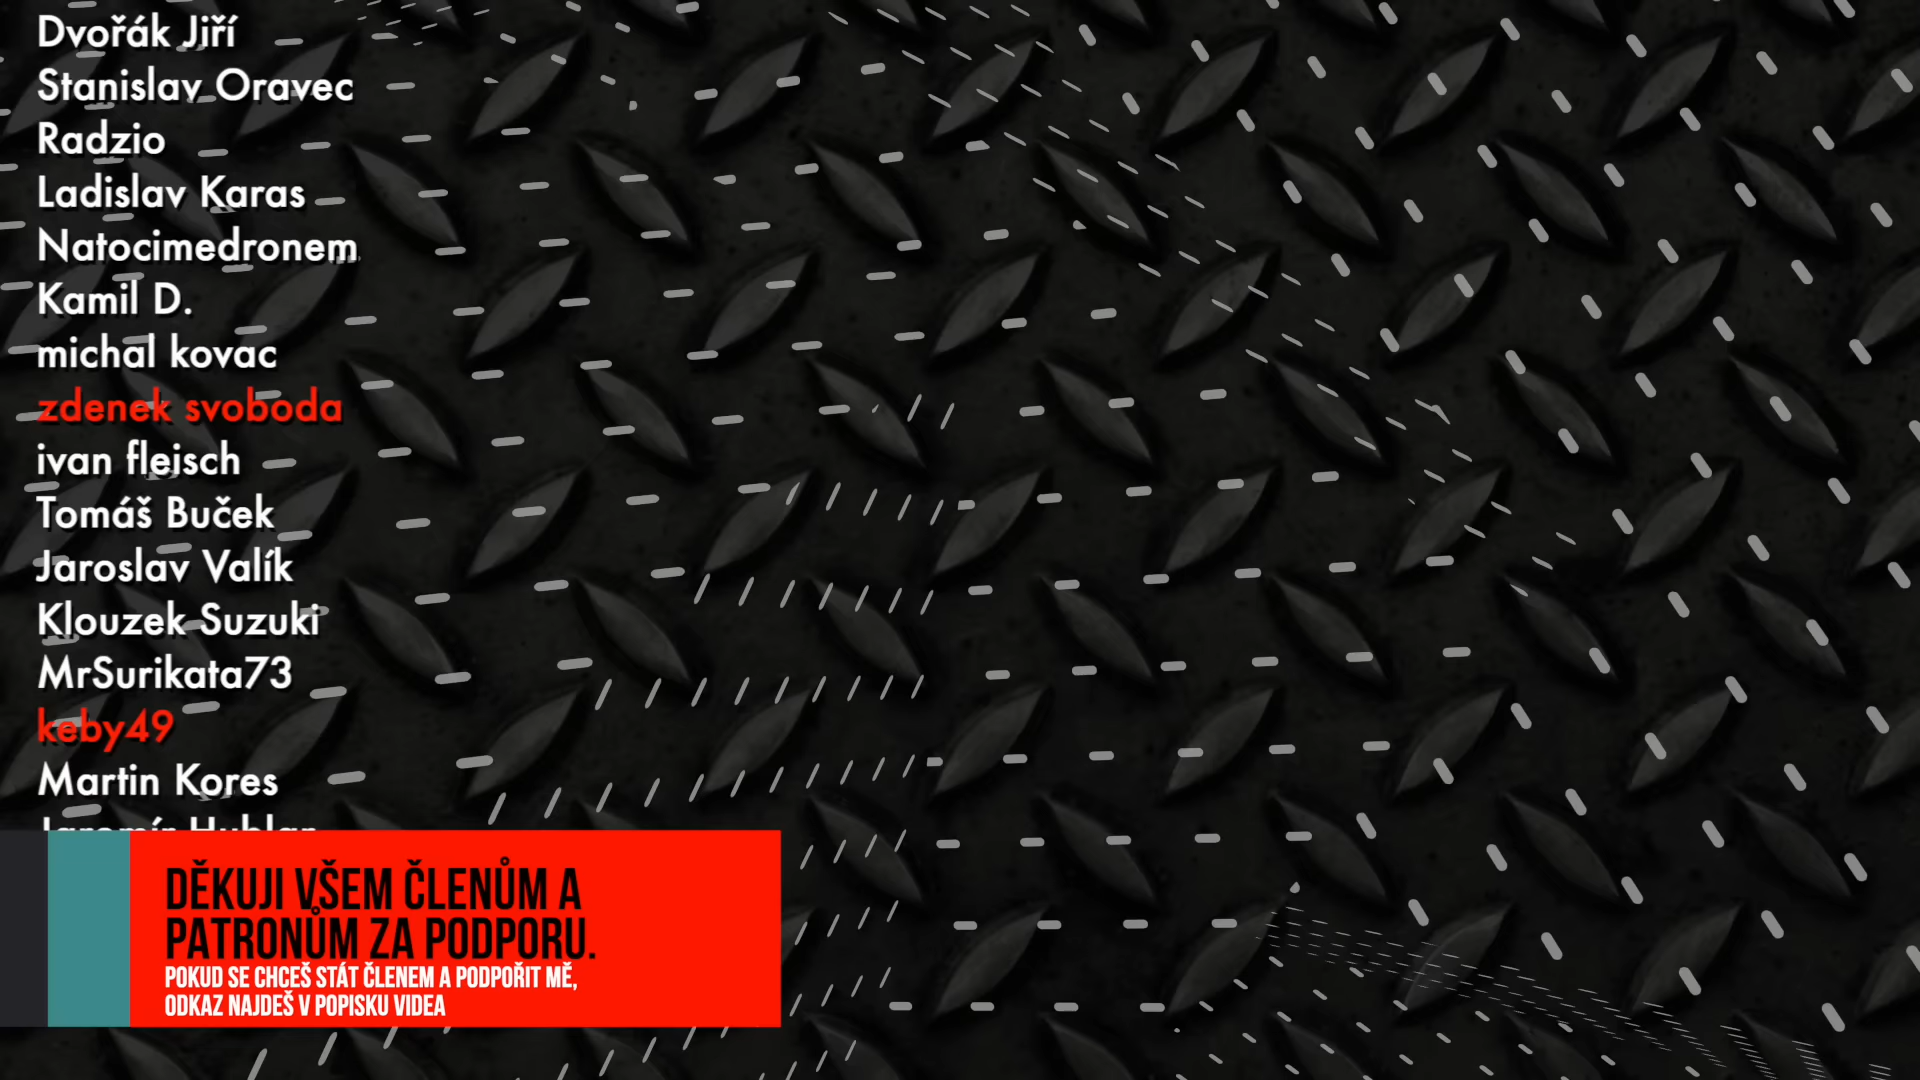 Dvořák Jiří
Stanislav Oravec
Radzio
Ladislav Karas
Natocimedronem
Kamil D.
michal kovac
zdenek svoboda
ivan fleisch
Tomáš Buček
Jaroslav Valík
Klouzek Suzuki
MrSurikata73
keby49
Martin Kores
DĚKUJI VŠEM ČLENŮM A
PATRONŮM ZA PODPORU.
POKUD SE CHCEŠ STÁT ČLENEM A PODPOŘIT MĚ,
ODKAZ NAJDEŠ V POPISKU VIDEA